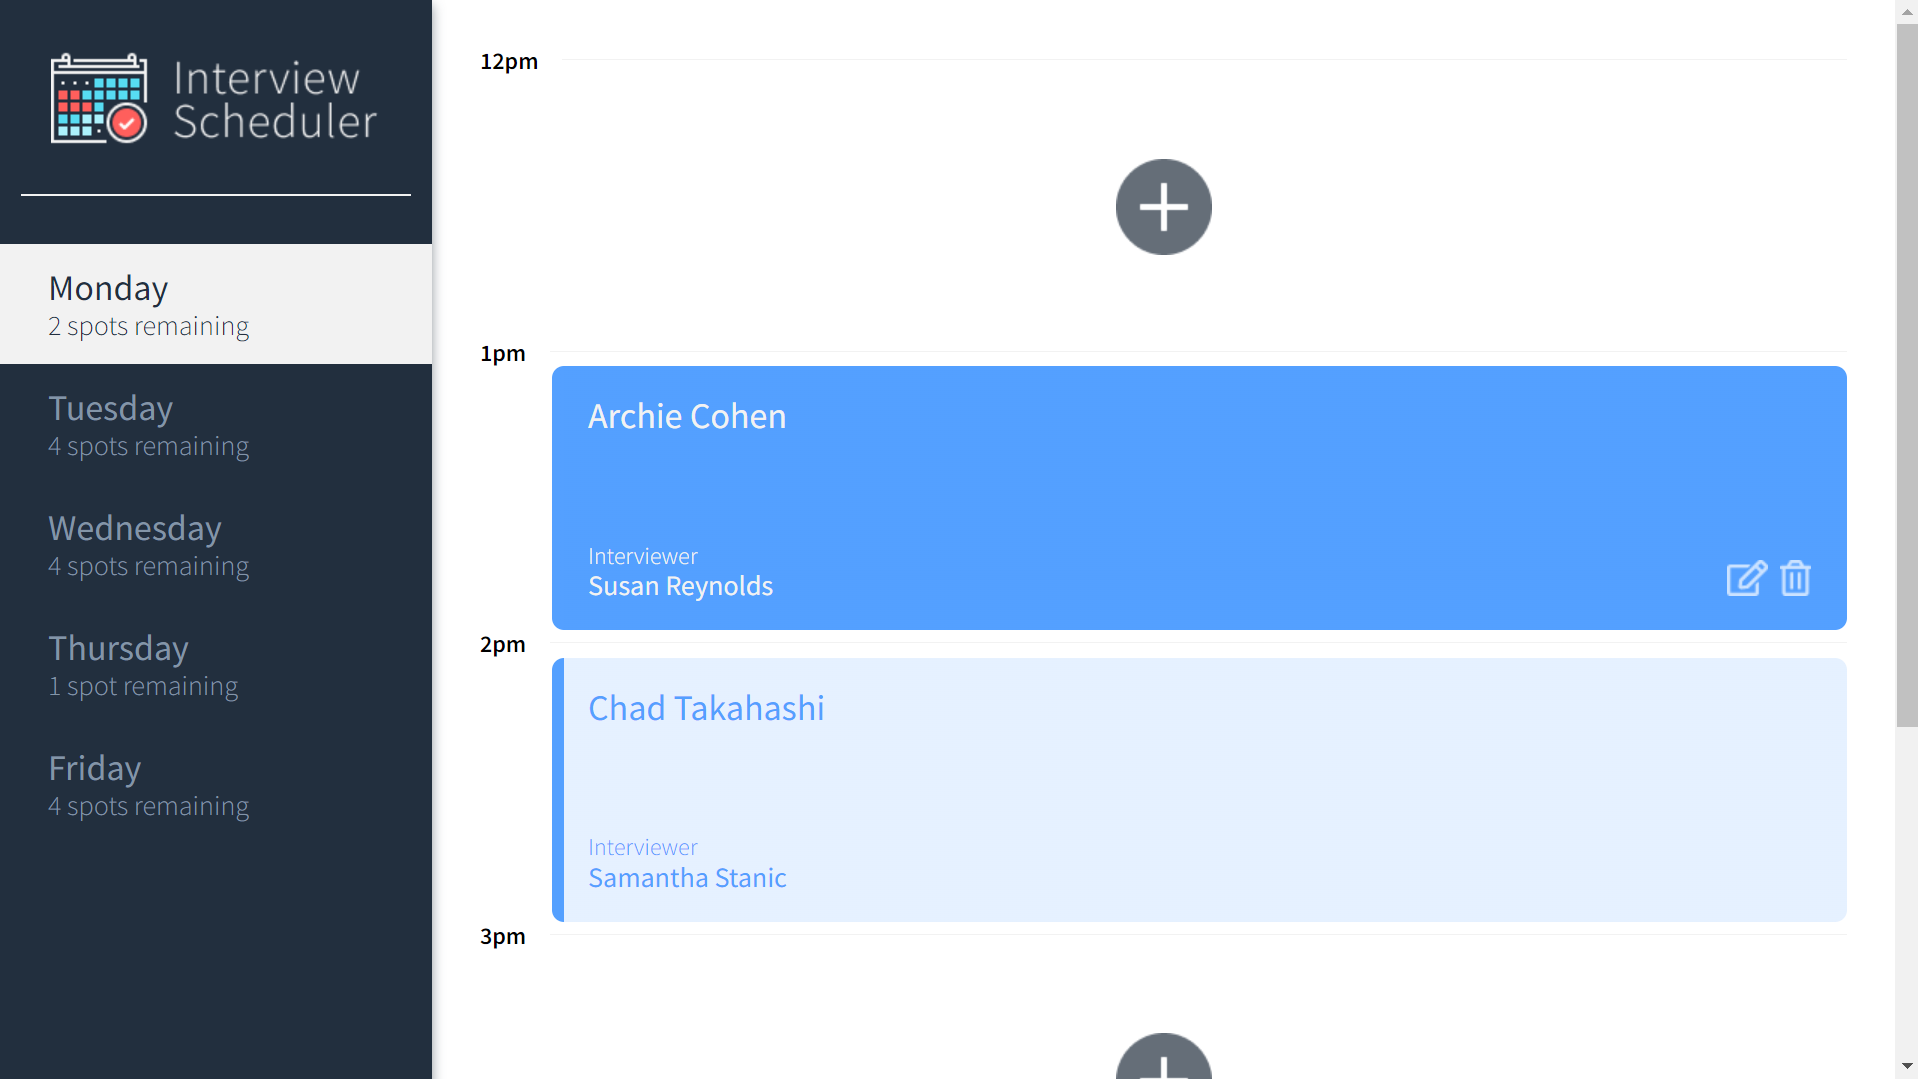 Interview
Scheduler
Monday
2 spots remaining
Tuesday
4 spots remaining
Wednesday
4 spots remaining
Thursday
1 spot remaining
Friday
4 spots remaining
12pm
1pm
Archie Cohen
Interviewer
Susan Reynolds
2pm
Chad Takahashi
Interviewer
Samantha Stanic
3pm